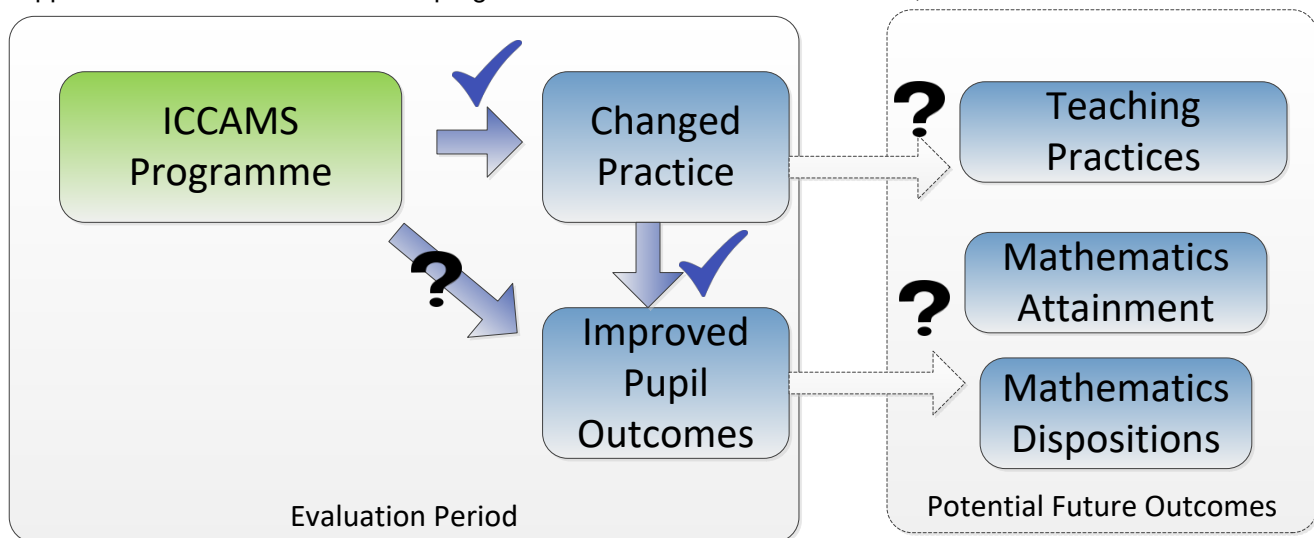 ICCAMS
Programme
Changed
Practice
Improved
Pupil
Outcomes
Evaluation Period
?
?
Teaching
Practices
?
Mathematics
Attainment
Mathematics
Dispositions
Potential Future Outcomes